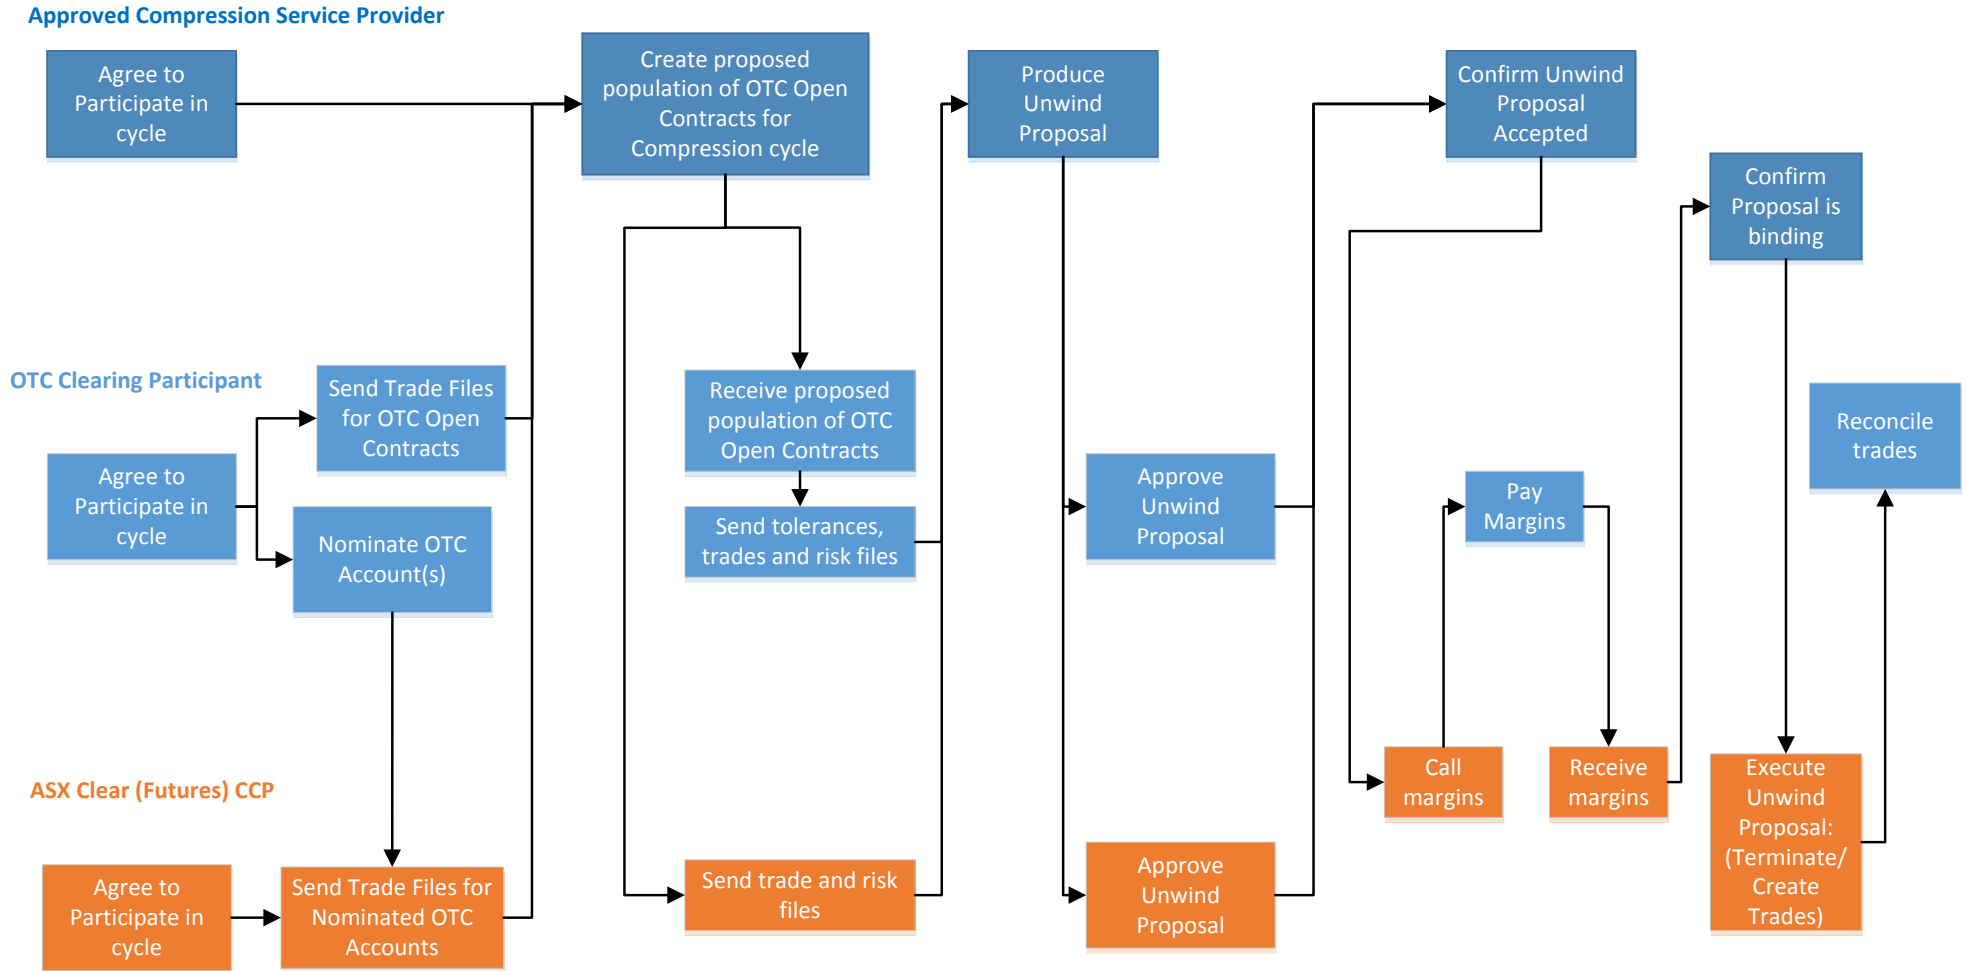 Approved Compression Service Provider
Agree to
Participate in
cycle
Create proposed
population of OTC Open
Contracts for
Compression cycle
Produce
Unwind
Proposal
Confirm Unwind
Proposal
Accepted
Confirm
Proposal is
binding
OTC Clearing Participant
Agree to
Participate in
cycle
Send Trade Files
for OTC Open
Contracts
Nominate OTC
Account(s)
Receive proposed
population of OTC
Open Contracts
Send tolerances,
trades and risk files
Approve
Unwind
Proposal
Pay
Margins
Reconcile
trades
ASX Clear (Futures) CCP
Agree to
Participate in
cycle
Send Trade Files for
Nominated OTC
Accounts
Send trade and risk
files
Approve
Unwind
Proposal
Call
margins
Receive
margins
Execute
Unwind
Proposal:
(Terminate/
Create
Trades)